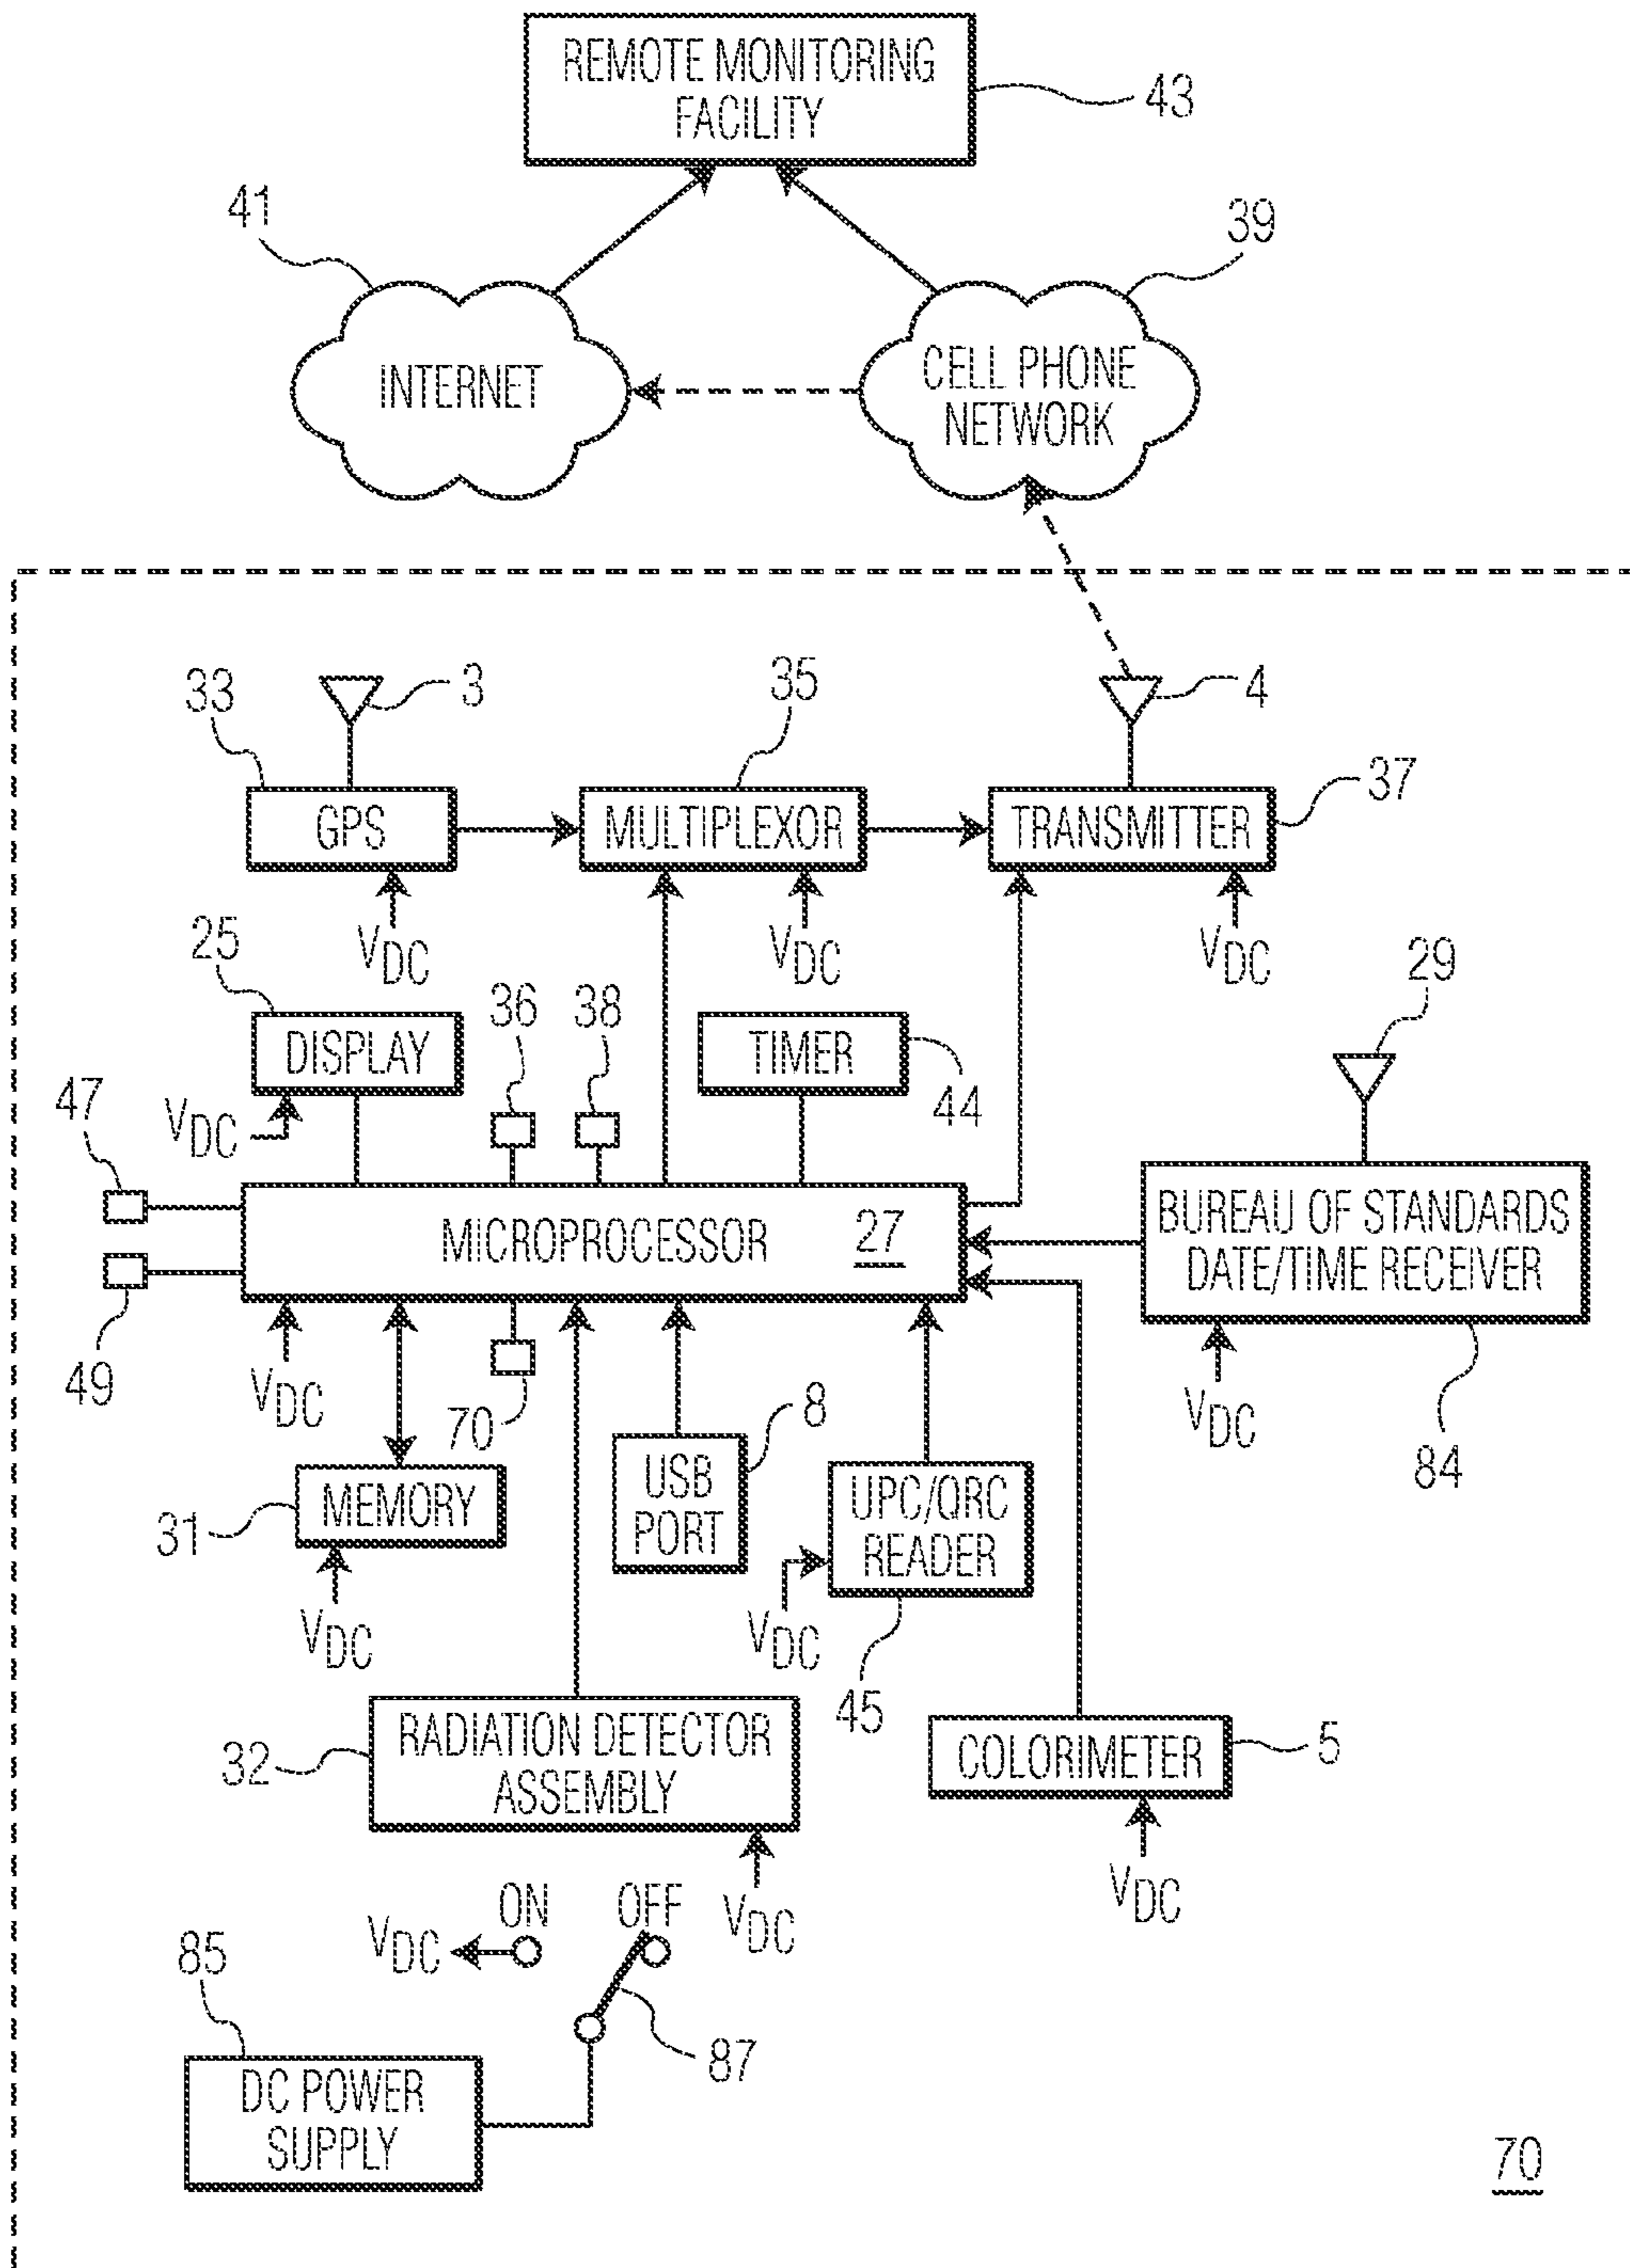 REMOTE MONITORING
FACILITY
43
41
39
INTERNET
CELL PHONE
NETWORK
33
3
35
4
37
GPS
MULTIPLEXOR
TRANSMITTER
VDC
VDC
VDC
25
36
38
29
DISPLAY
TIMER
44
47
VDC
MICROPROCESSOR
27
BUREAU OF STANDARDS
DATE/TIME RECEIVER
49
VDC
70
8
VDC
84
31
MEMORY
USB
PORT
UPC/QRC
READER
VDC
VDC
45
32
RADIATION DETECTOR
ASSEMBLY
COLORIMETER
5
VDC
ON
OFF
VDC
VDC
85
87
DC POWER
SUPPLY
70